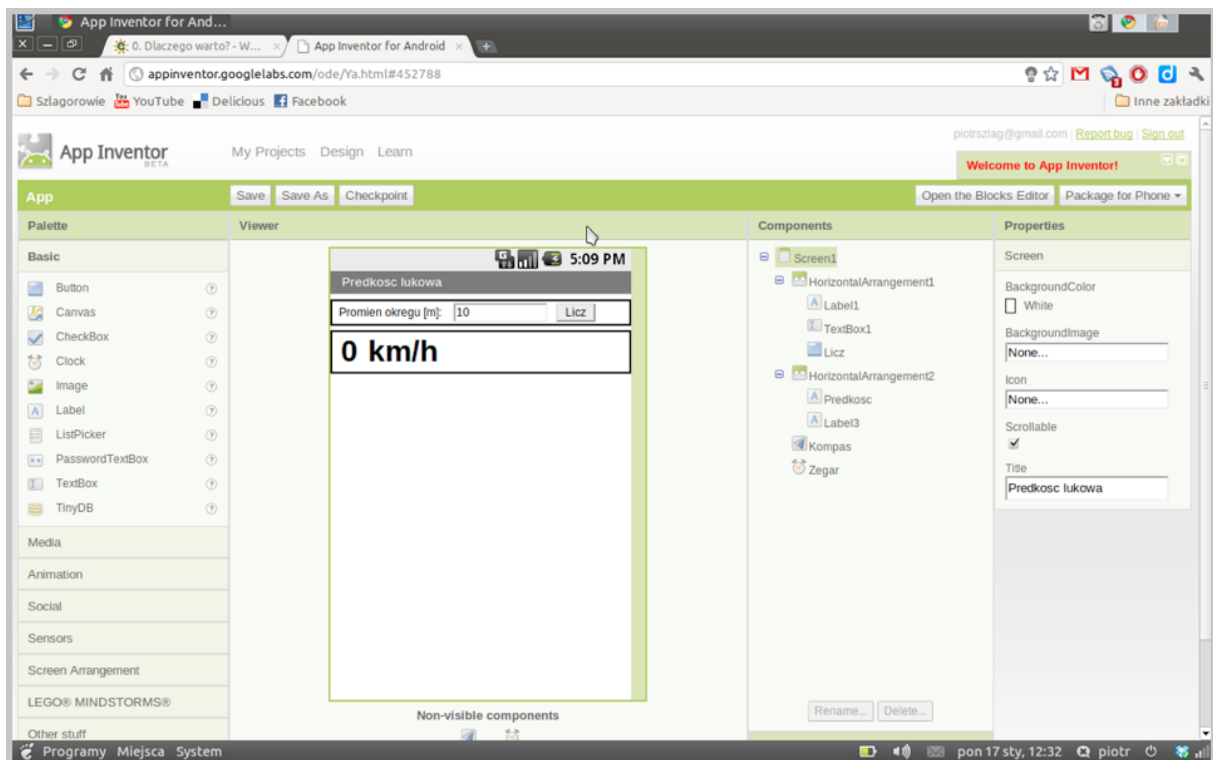 App Inventor for And...
0. Dlaczego warto? - W...
App Inventor for Android
appinventor.googlelabs.com/ode/Ya.html#452788
Szlagorowie YouTube Delicious Facebook
Inne zakładki
piotrszlag@gmail.com | Report bug | Sign out
App Inventor
BETA
My Projects Design Learn
Welcome to App Inventor!
App
Save Save As Checkpoint
Open the Blocks Editor Package for Phone
Palette
Basic
Button
Canvas
CheckBox
Clock
Image
Label
ListPicker
PasswordTextBox
TextBox
TinyDB
Media
Animation
Social
Sensors
Screen Arrangement
LEGO® MINDSTORMS®
Other stuff
Viewer
5:09 PM
Predkosc lukowa
Promien okregu [m]: 10 Licz
0 km/h
Non-visible components
Components
Screen1
HorizontalArrangement1
Label1
TextBox1
Licz
HorizontalArrangement2
Predkosc
Label3
Kompas
Zegar
Rename... Delete...
Properties
Screen
BackgroundColor
White
BackgroundImage
None...
Icon
None...
Scrollable
Title
Predkosc lukowa
Programy Miejsca System
pon 17 sty, 12:32 piotr